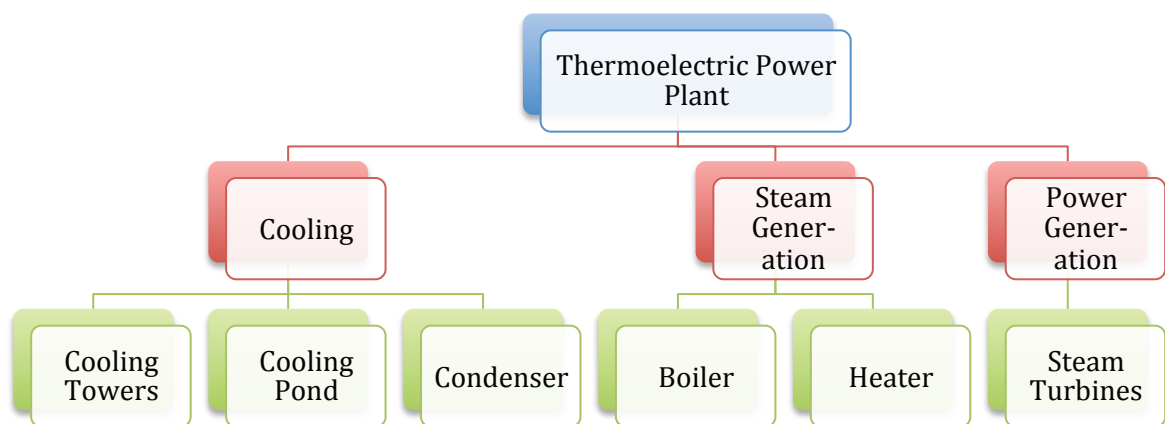 Thermoelectric Power
Plant
Cooling
Steam
Gener-
ation
Power
Gener-
ation
Cooling
Towers
Cooling
Pond
Condenser
Boiler
Heater
Steam
Turbines